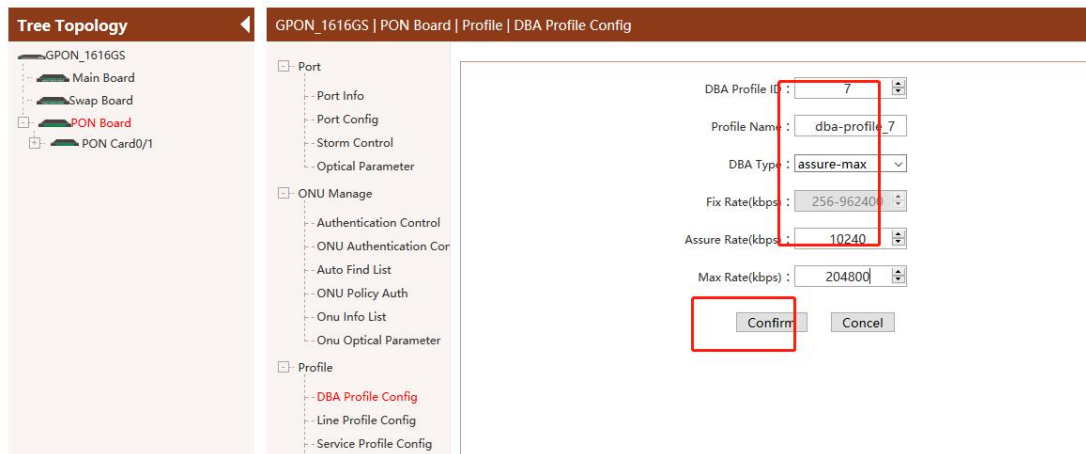 Tree Topology
GPON_1616GS | PON Board | Profile | DBA Profile Config
GPON_1616GS
Main Board
Swap Board
PON Board
PON Card0/1
Port
Port Info
Port Config
Storm Control
Optical Parameter
ONU Manage
Authentication Control
ONU Authentication Cor
Auto Find List
ONU Policy Auth
Onu Info List
Onu Optical Parameter
Profile
DBA Profile Config
Line Profile Config
Service Profile Config
DBA Profile ID : 7
Profile Name : dba-profile_7
DBA Type : assure-max
Fix Rate(kbps) : 256-962400
Assure Rate(kbps) : 10240
Max Rate(kbps) : 204800
Confirm Concel